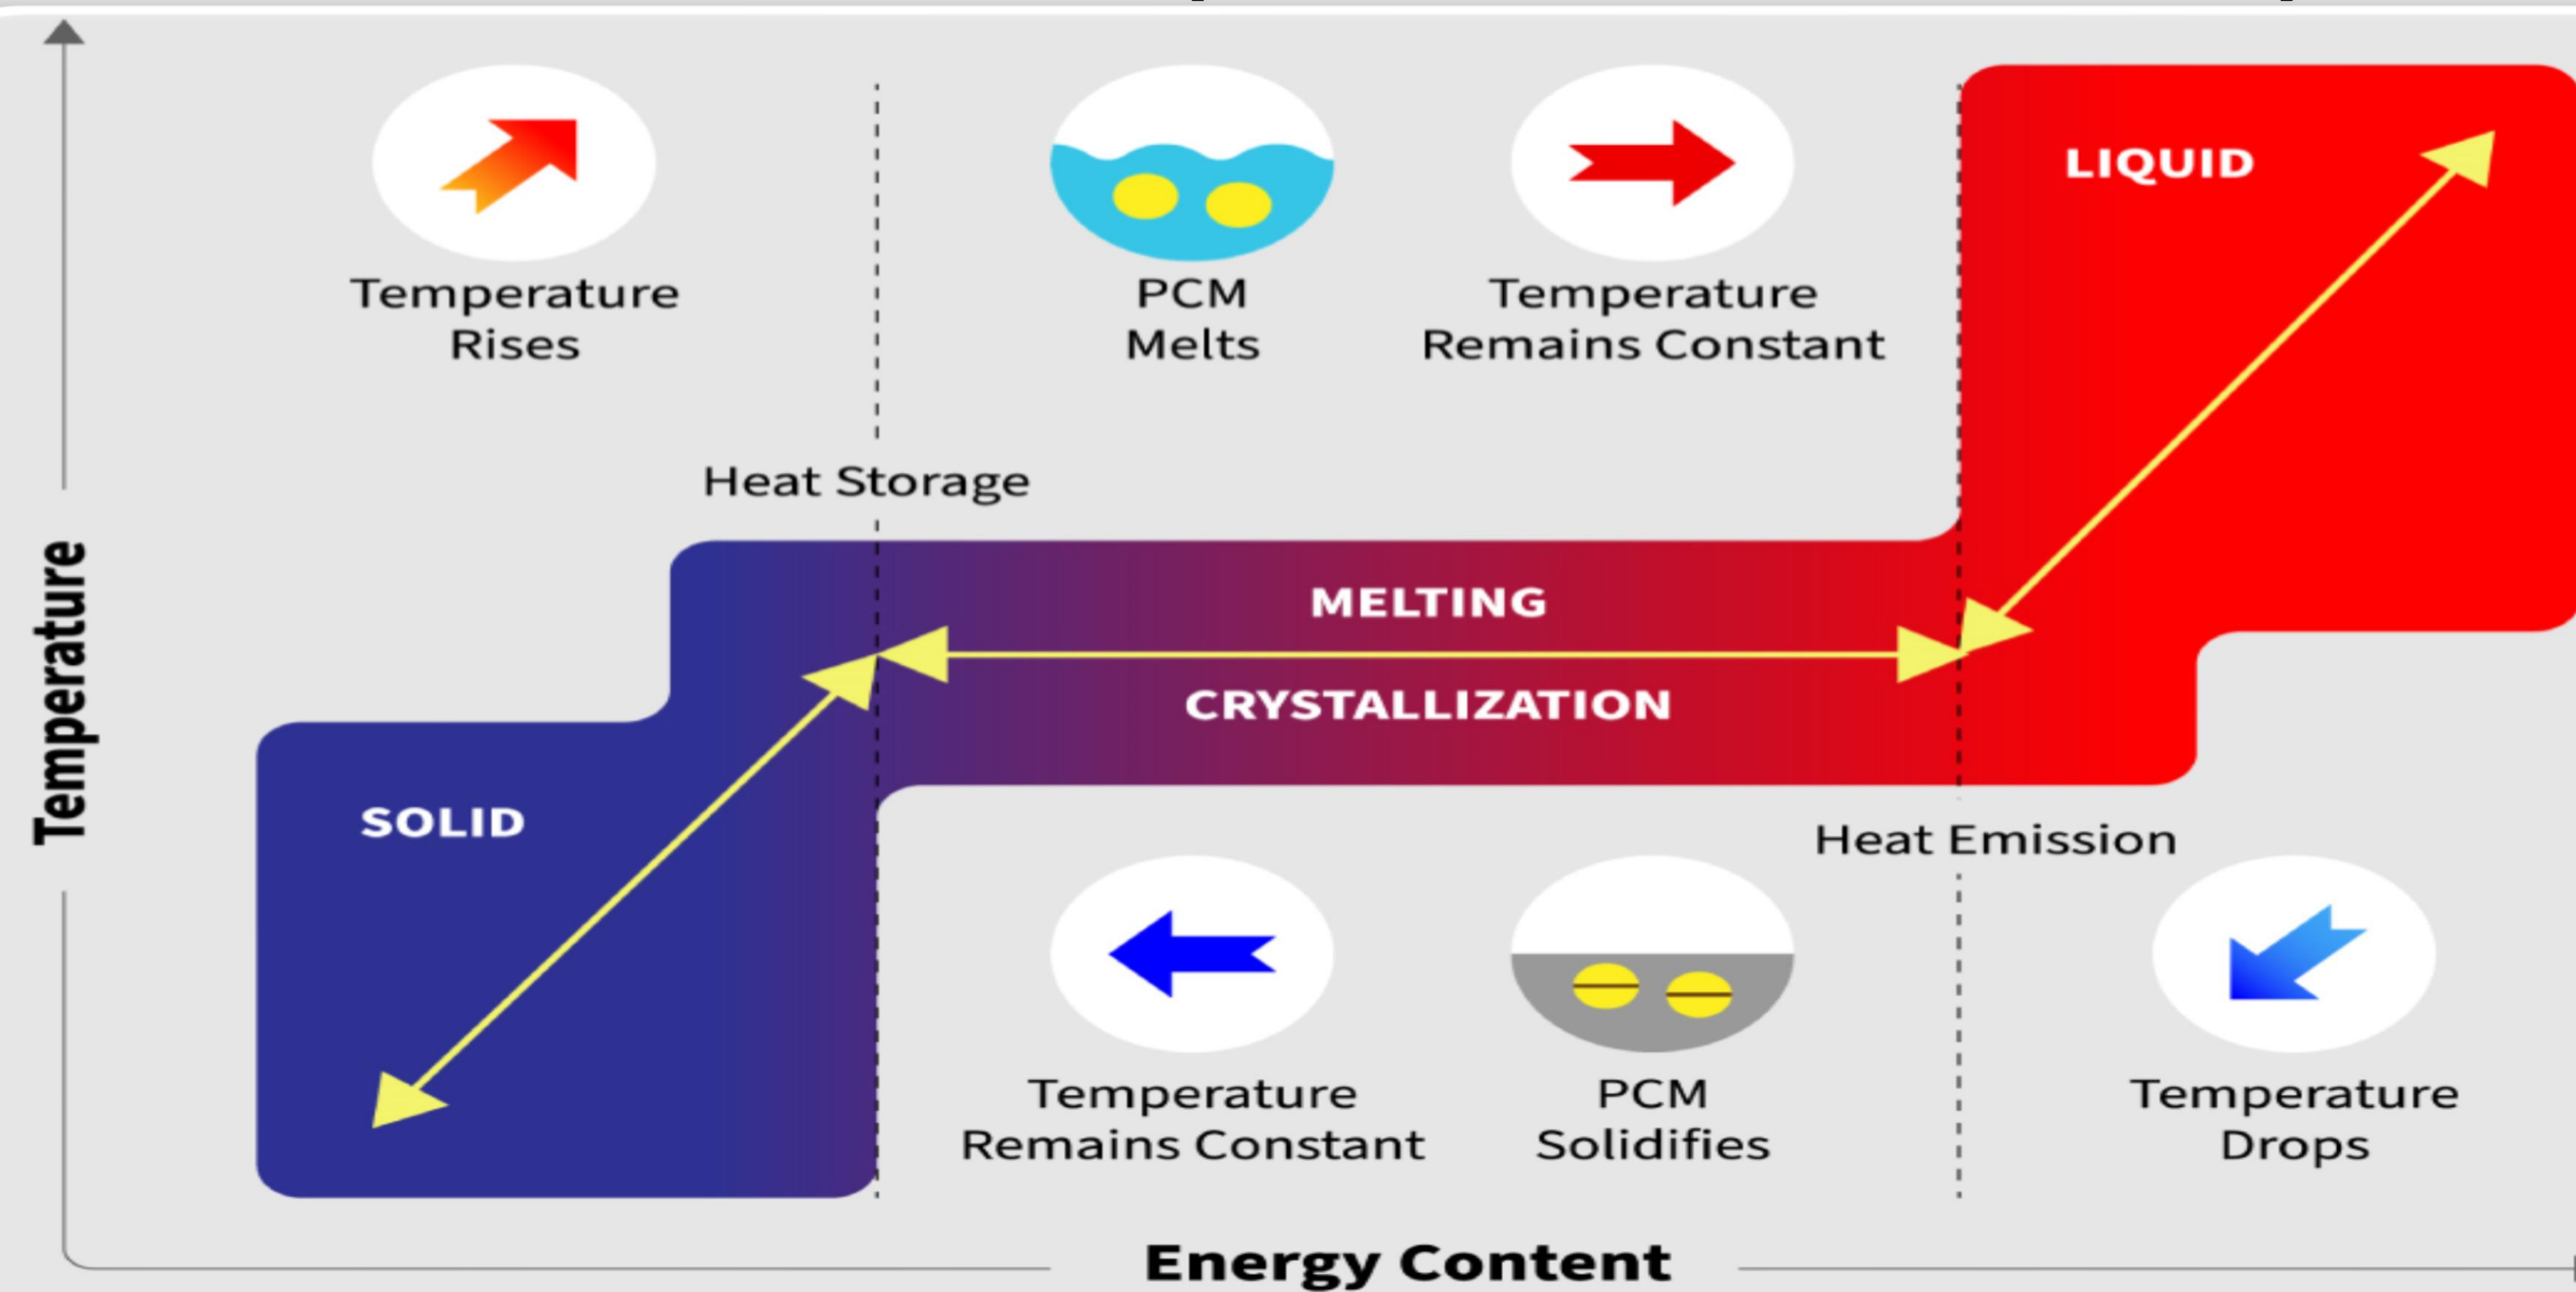 Temperature
Rises
PCM
Melts
Temperature
Remains Constant
LIQUID
Heat Storage
MELTING
CRYSTALLIZATION
SOLID
Heat Emission
Temperature
Remains Constant
PCM
Solidifies
Temperature
Drops
Temperature
Energy Content